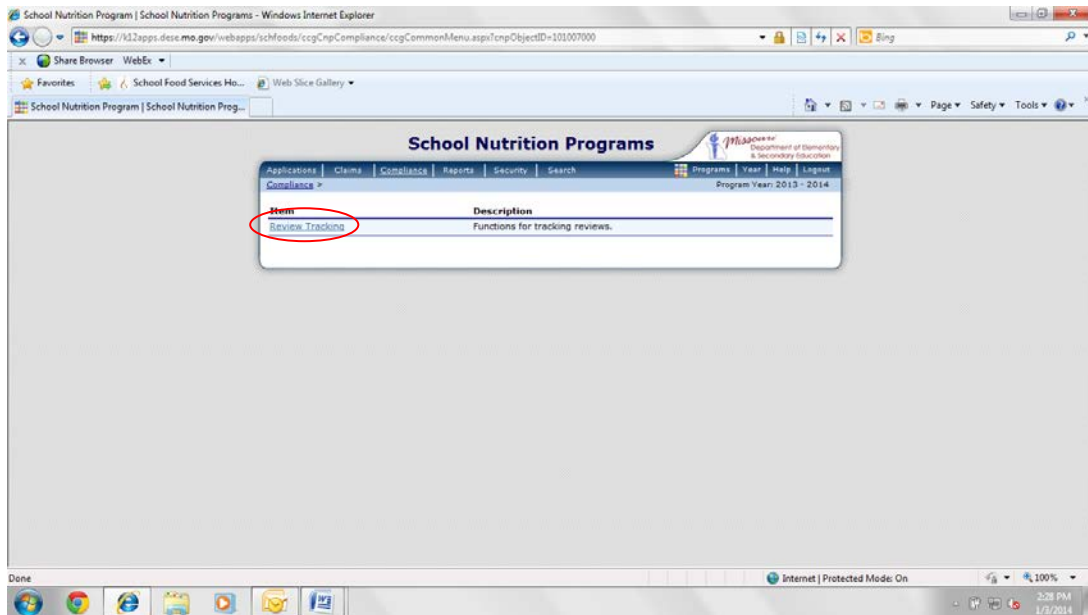 School Nutrition Program | School Nutrition Programs - Windows Internet Explorer
https://k12apps.dese.mo.gov/webapps/schfoods/ccgCnpCompliance/ccgCommonMenu.aspx?cnpObjectID=101007000
Bing
x Share Browser WebEx
Favorites School Food Services Ho... Web Slice Gallery
School Nutrition Program | School Nutrition Prog... Page Safety Tools
School Nutrition Programs
Missouri
Department of Elementary
& Secondary Education
Applications | Claims | Compliance | Reports | Security | Search Programs | Year | Help | Logout
Compliance > Program Year: 2013 - 2014
Item Description
Review Tracking Functions for tracking reviews.
Done Internet | Protected Mode: On 100%
2:28 PM
1/3/2014